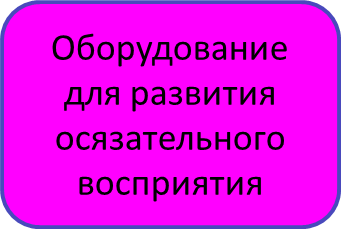 Оборудование
для развития
осязательного
восприятия